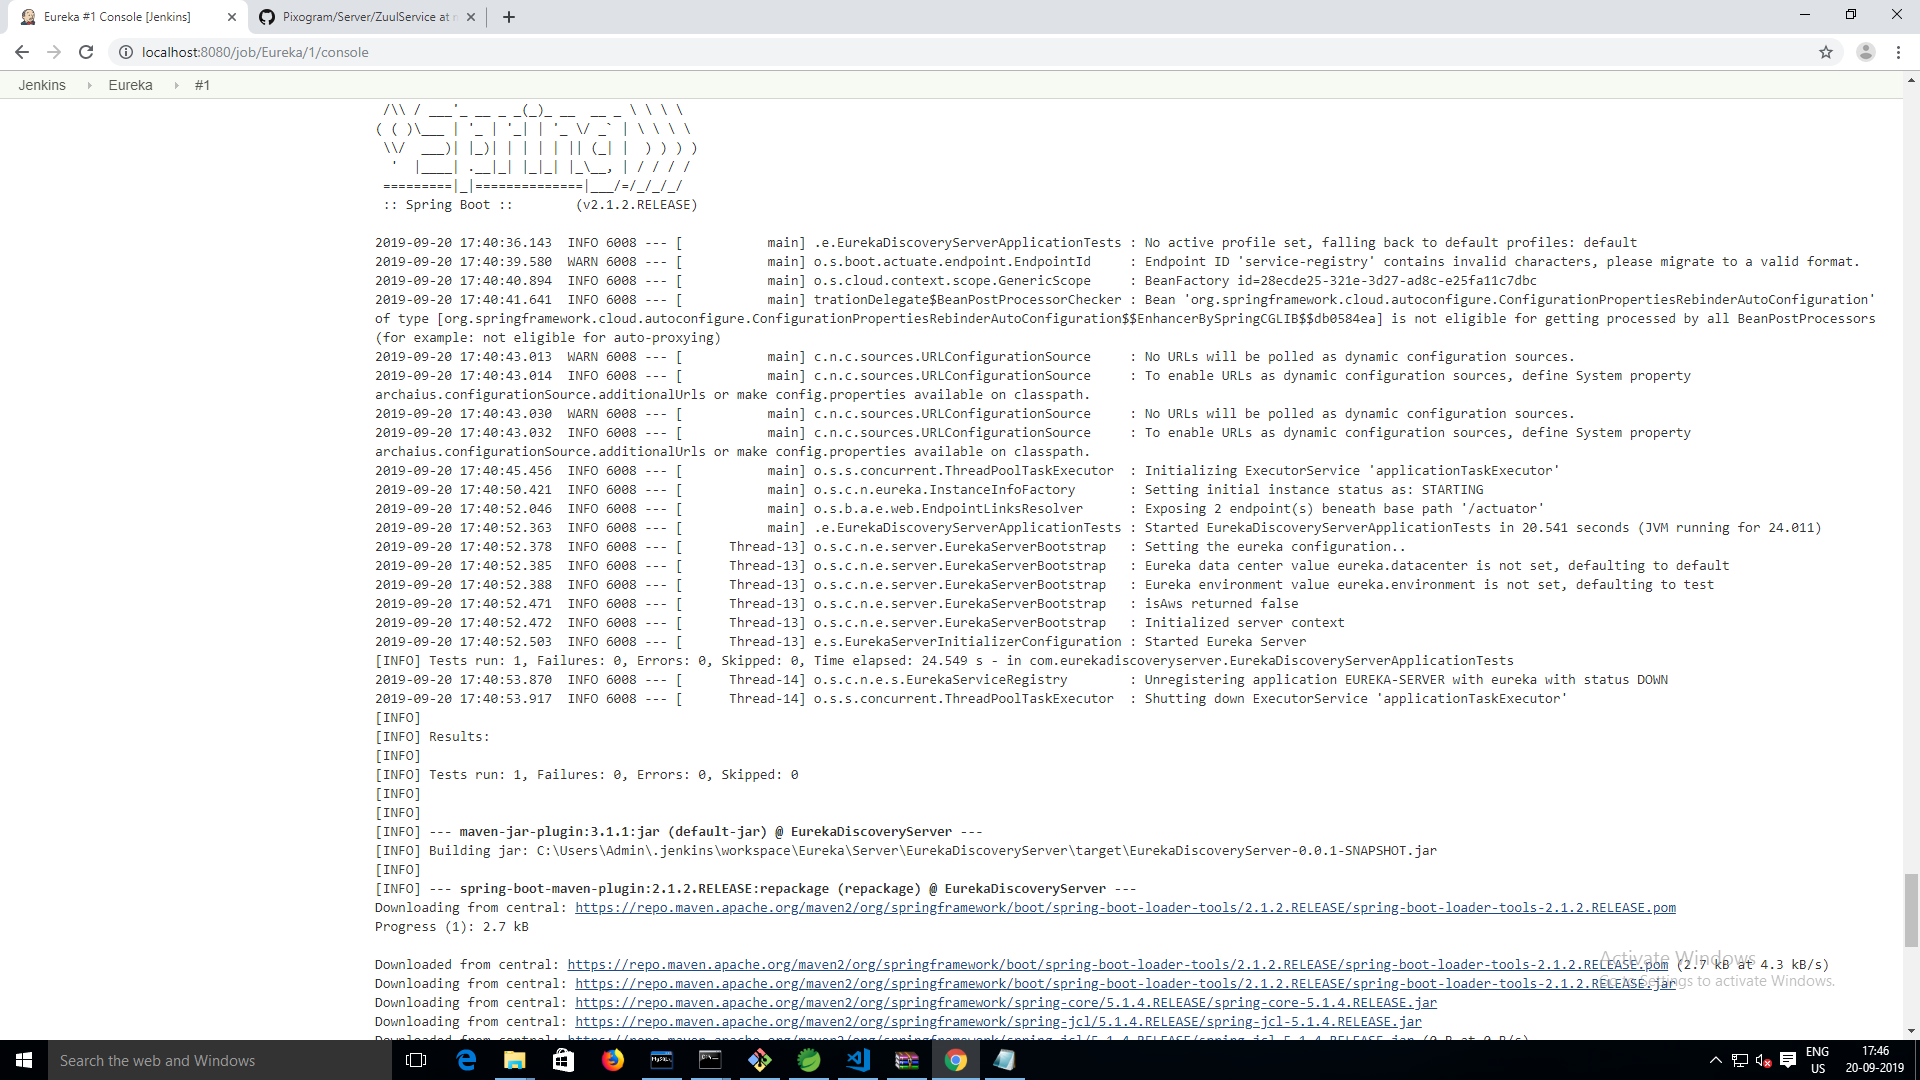 Eureka #1 Console [Jenkins]
Pixogram/Server/ZuulService at
localhost:8080/job/Eureka/1/console
Jenkins
Eureka
#1
 /\\ / ___'_ __ _ _(_)_ __  __ _ \ \ \ \
( ( )\___ | '_ | '_| | '_ \/ _` | \ \ \ \
 \\/  ___)| |_)| | | | | || (_| |  ) ) ) )
  '  |____| .__|_| |_|_| |_\__, | / / / /
 =========|_|==============|___/=/_/_/_/
 :: Spring Boot ::        (v2.1.2.RELEASE)
2019-09-20 17:40:36.143  INFO 6008 --- [           main] .e.EurekaDiscoveryServerApplicationTests : No active profile set, falling back to default profiles: default
2019-09-20 17:40:39.580  WARN 6008 --- [           main] o.s.boot.actuate.endpoint.EndpointId     : Endpoint ID 'service-registry' contains invalid characters, please migrate to a valid format.
2019-09-20 17:40:40.894  INFO 6008 --- [           main] o.s.cloud.context.scope.GenericScope     : BeanFactory id=28ecde25-321e-3d27-ad8c-e25fa11c7dbc
2019-09-20 17:40:41.641  INFO 6008 --- [           main] trationDelegate$BeanPostProcessorChecker : Bean 'org.springframework.cloud.autoconfigure.ConfigurationPropertiesRebinderAutoConfiguration'
of type [org.springframework.cloud.autoconfigure.ConfigurationPropertiesRebinderAutoConfiguration$$EnhancerBySpringCGLIB$$db0584ea] is not eligible for getting processed by all BeanPostProcessors
(for example: not eligible for auto-proxying)
2019-09-20 17:40:43.013  WARN 6008 --- [           main] c.n.c.sources.URLConfigurationSource     : No URLs will be polled as dynamic configuration sources.
2019-09-20 17:40:43.014  INFO 6008 --- [           main] c.n.c.sources.URLConfigurationSource     : To enable URLs as dynamic configuration sources, define System property
archaius.configurationSource.additionalUrls or make config.properties available on classpath.
2019-09-20 17:40:43.030  WARN 6008 --- [           main] c.n.c.sources.URLConfigurationSource     : No URLs will be polled as dynamic configuration sources.
2019-09-20 17:40:43.032  INFO 6008 --- [           main] c.n.c.sources.URLConfigurationSource     : To enable URLs as dynamic configuration sources, define System property
archaius.configurationSource.additionalUrls or make config.properties available on classpath.
2019-09-20 17:40:45.456  INFO 6008 --- [           main] o.s.s.concurrent.ThreadPoolTaskExecutor  : Initializing ExecutorService 'applicationTaskExecutor'
2019-09-20 17:40:50.421  INFO 6008 --- [           main] o.s.c.n.eureka.InstanceInfoFactory       : Setting initial instance status as: STARTING
2019-09-20 17:40:52.046  INFO 6008 --- [           main] o.s.b.a.e.web.EndpointLinksResolver      : Exposing 2 endpoint(s) beneath base path '/actuator'
2019-09-20 17:40:52.363  INFO 6008 --- [           main] .e.EurekaDiscoveryServerApplicationTests : Started EurekaDiscoveryServerApplicationTests in 20.541 seconds (JVM running for 24.011)
2019-09-20 17:40:52.378  INFO 6008 --- [      Thread-13] o.s.c.n.e.server.EurekaServerBootstrap   : Setting the eureka configuration..
2019-09-20 17:40:52.385  INFO 6008 --- [      Thread-13] o.s.c.n.e.server.EurekaServerBootstrap   : Eureka data center value eureka.datacenter is not set, defaulting to default
2019-09-20 17:40:52.388  INFO 6008 --- [      Thread-13] o.s.c.n.e.server.EurekaServerBootstrap   : Eureka environment value eureka.environment is not set, defaulting to test
2019-09-20 17:40:52.471  INFO 6008 --- [      Thread-13] o.s.c.n.e.server.EurekaServerBootstrap   : isAws returned false
2019-09-20 17:40:52.472  INFO 6008 --- [      Thread-13] o.s.c.n.e.server.EurekaServerBootstrap   : Initialized server context
2019-09-20 17:40:52.503  INFO 6008 --- [      Thread-13] e.s.EurekaServerInitializerConfiguration : Started Eureka Server
[INFO] Tests run: 1, Failures: 0, Errors: 0, Skipped: 0, Time elapsed: 24.549 s - in com.eurekadiscoveryserver.EurekaDiscoveryServerApplicationTests
2019-09-20 17:40:53.870  INFO 6008 --- [      Thread-14] o.s.c.n.e.s.EurekaServiceRegistry        : Unregistering application EUREKA-SERVER with eureka with status DOWN
2019-09-20 17:40:53.917  INFO 6008 --- [      Thread-14] o.s.s.concurrent.ThreadPoolTaskExecutor  : Shutting down ExecutorService 'applicationTaskExecutor'
[INFO]
[INFO] Results:
[INFO]
[INFO] Tests run: 1, Failures: 0, Errors: 0, Skipped: 0
[INFO]
[INFO]
[INFO] --- maven-jar-plugin:3.1.1:jar (default-jar) @ EurekaDiscoveryServer ---
[INFO] Building jar: C:\Users\Admin\.jenkins\workspace\Eureka\Server\EurekaDiscoveryServer\target\EurekaDiscoveryServer-0.0.1-SNAPSHOT.jar
[INFO]
[INFO] --- spring-boot-maven-plugin:2.1.2.RELEASE:repackage (repackage) @ EurekaDiscoveryServer ---
Downloading from central: https://repo.maven.apache.org/maven2/org/springframework/boot/spring-boot-loader-tools/2.1.2.RELEASE/spring-boot-loader-tools-2.1.2.RELEASE.pom
Progress (1): 2.7 kB
Downloaded from central: https://repo.maven.apache.org/maven2/org/springframework/boot/spring-boot-loader-tools/2.1.2.RELEASE/spring-boot-loader-tools-2.1.2.RELEASE.pom (2.7 kB at 4.3 kB/s)
Downloading from central: https://repo.maven.apache.org/maven2/org/springframework/boot/spring-boot-loader-tools/2.1.2.RELEASE/spring-boot-loader-tools-2.1.2.RELEASE.jar
Downloading from central: https://repo.maven.apache.org/maven2/org/springframework/spring-core/5.1.4.RELEASE/spring-core-5.1.4.RELEASE.jar
Downloading from central: https://repo.maven.apache.org/maven2/org/springframework/spring-jcl/5.1.4.RELEASE/spring-jcl-5.1.4.RELEASE.jar
Activate Windows
Go to Settings to activate Windows.
Search the web and Windows
ENG
US
17:46
20-09-2019